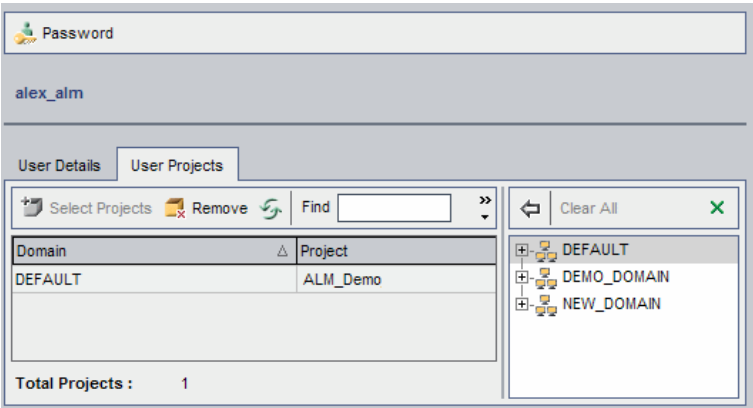 Password
alex_alm
User Details User Projects
Select Projects Remove Find » Clear All X
Domain Project
DEFAULT ALM_Demo
Total Projects : 1
DEFAULT
DEMO_DOMAIN
NEW_DOMAIN